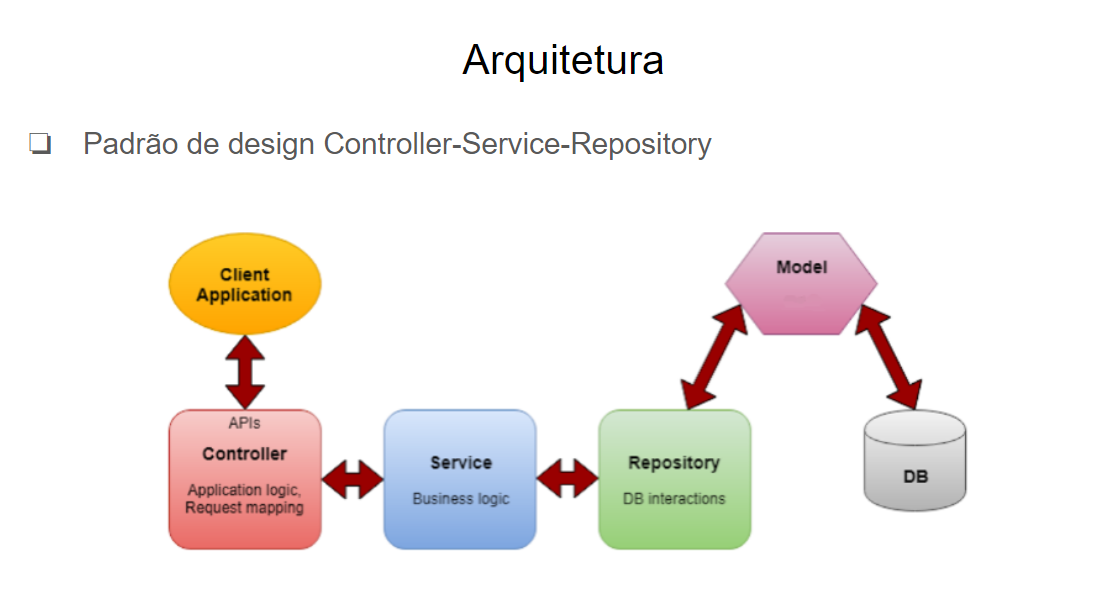 Arquitetura
Padrão de design Controller-Service-Repository
Client
Application
Model
APIs
Controller
Application logic,
Request mapping
Service
Business logic
Repository
DB interactions
DB